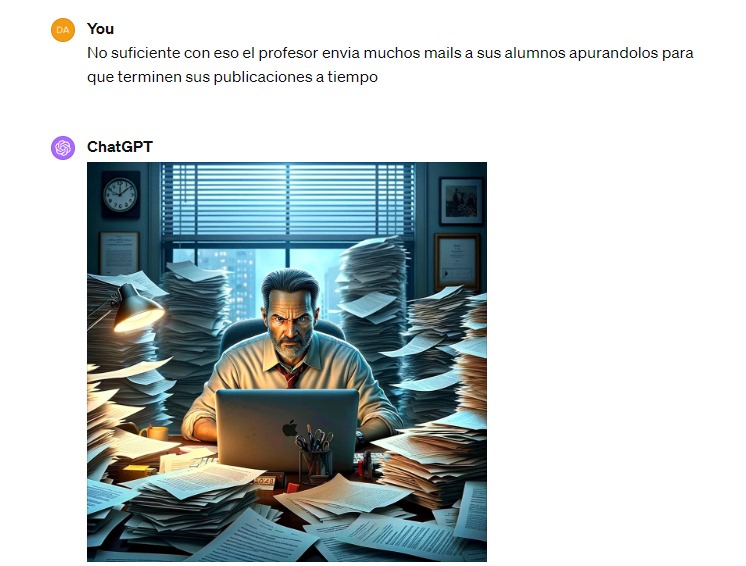 DA
You
No suficiente con eso el profesor envia muchos mails a sus alumnos apurandolos para
que terminen sus publicaciones a tiempo
ChatGPT